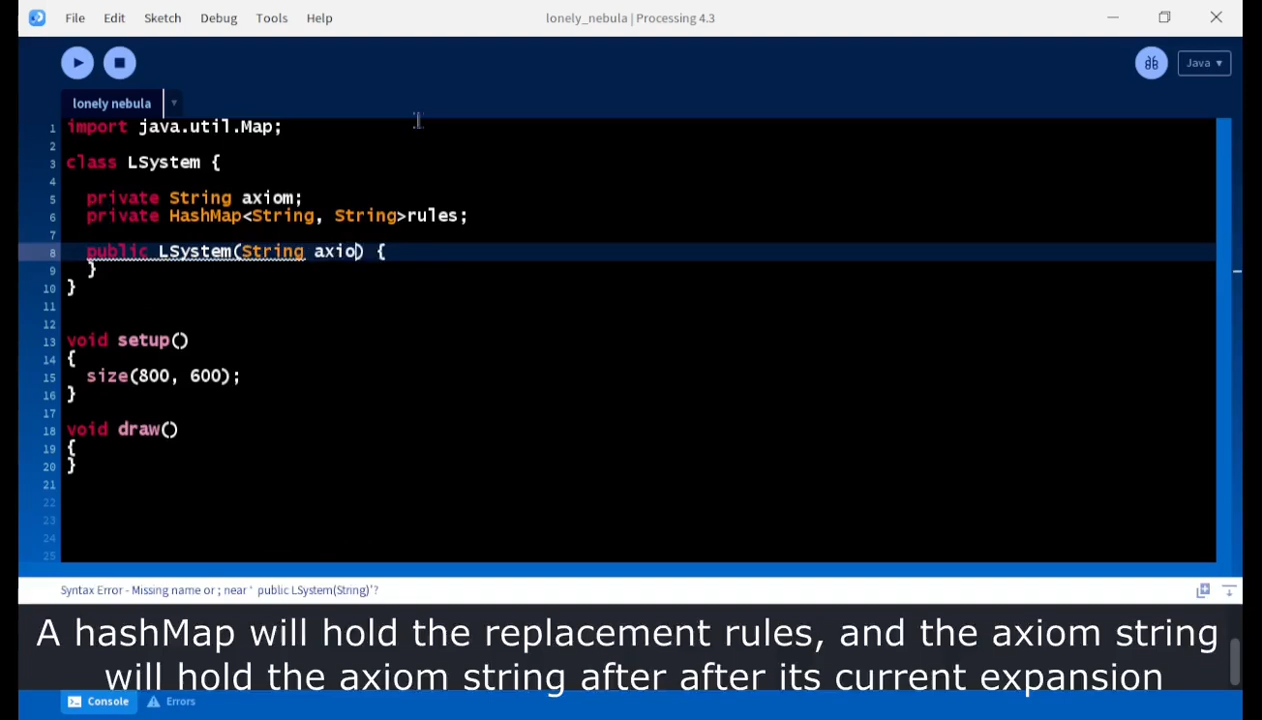 File Edit Sketch Debug Tools Help lonely_nebula | Processing 4.3
Java ▾
lonely nebula ▾
1 import java.util.Map;
2
3 class LSystem {
4
5 private String axiom;
6 private HashMap<String, String>rules;
7
8 public LSystem(String axio) {
9 }
10 }
11
12
13 void setup()
14 {
15 size(800, 600);
16 }
17
18 void draw()
19 {
20 }
21
22
23
24
25
Syntax Error - Missing name or ; near ' public LSystem(String)'?
A hashMap will hold the replacement rules, and the axiom string
will hold the axiom string after after its current expansion
Console Errors